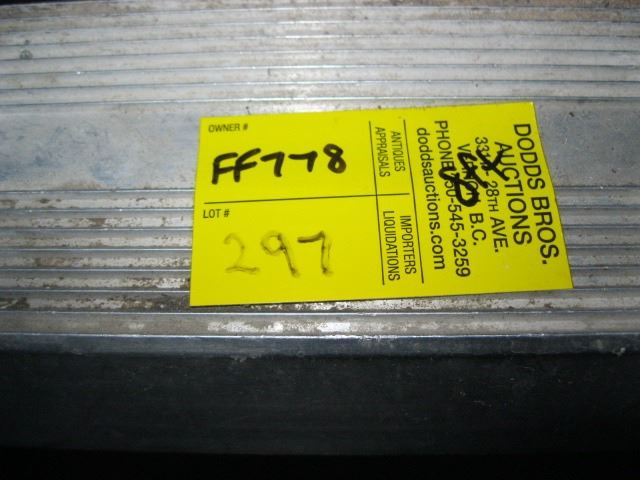 OWNER #
FF778
LOT #
297
ANTIQUES
APPRAISALS
IMPORTERS
LIQUIDATIONS
DODDS BROS.
AUCTIONS
28TH AVE.
B.C.
545-3259
doddsauctions.com